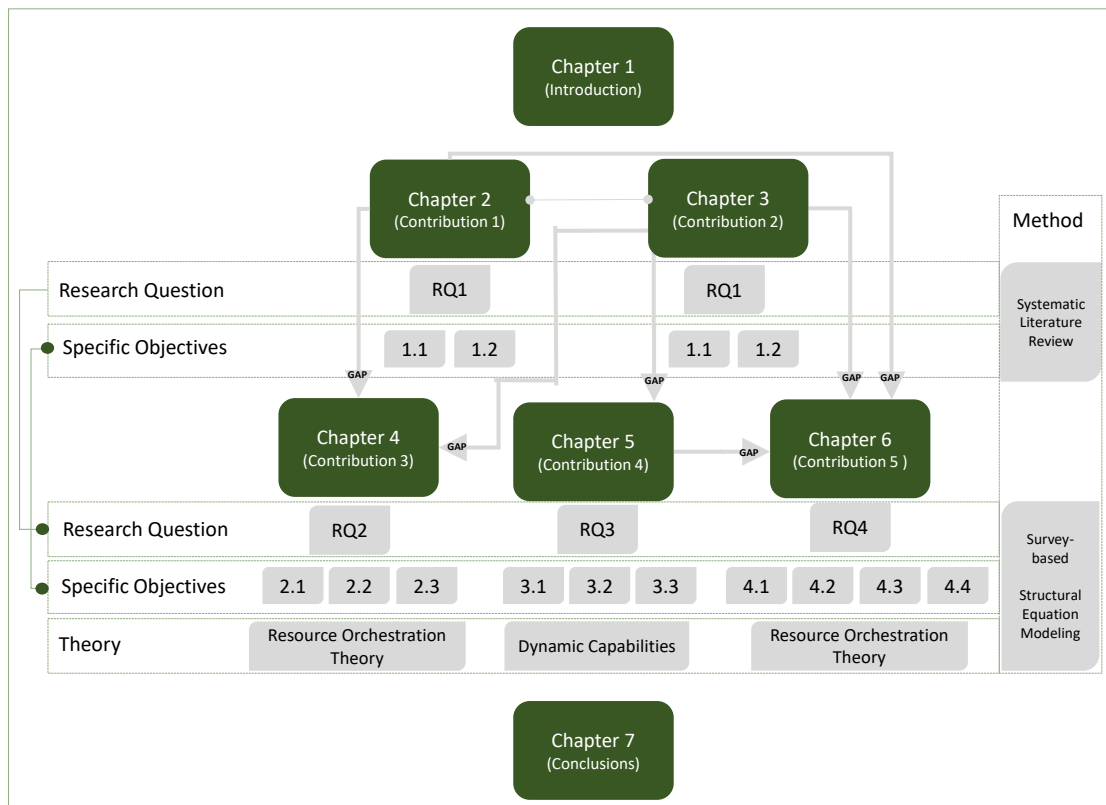 Chapter 1
(Introduction)
Chapter 2
(Contribution 1)
Chapter 3
(Contribution 2)
Method
Research Question
RQ1
RQ1
Systematic
Literature
Review
Specific Objectives
1.1
1.2
1.1
1.2
GAP
GAP
GAP
GAP
Chapter 4
(Contribution 3)
GAP
Chapter 5
(Contribution 4)
GAP
Chapter 6
(Contribution 5 )
Research Question
RQ2
RQ3
RQ4
Survey-
based
Structural
Equation
Modeling
Specific Objectives
2.1
2.2
2.3
3.1
3.2
3.3
4.1
4.2
4.3
4.4
Theory
Resource Orchestration
Theory
Dynamic Capabilities
Resource Orchestration
Theory
Chapter 7
(Conclusions)